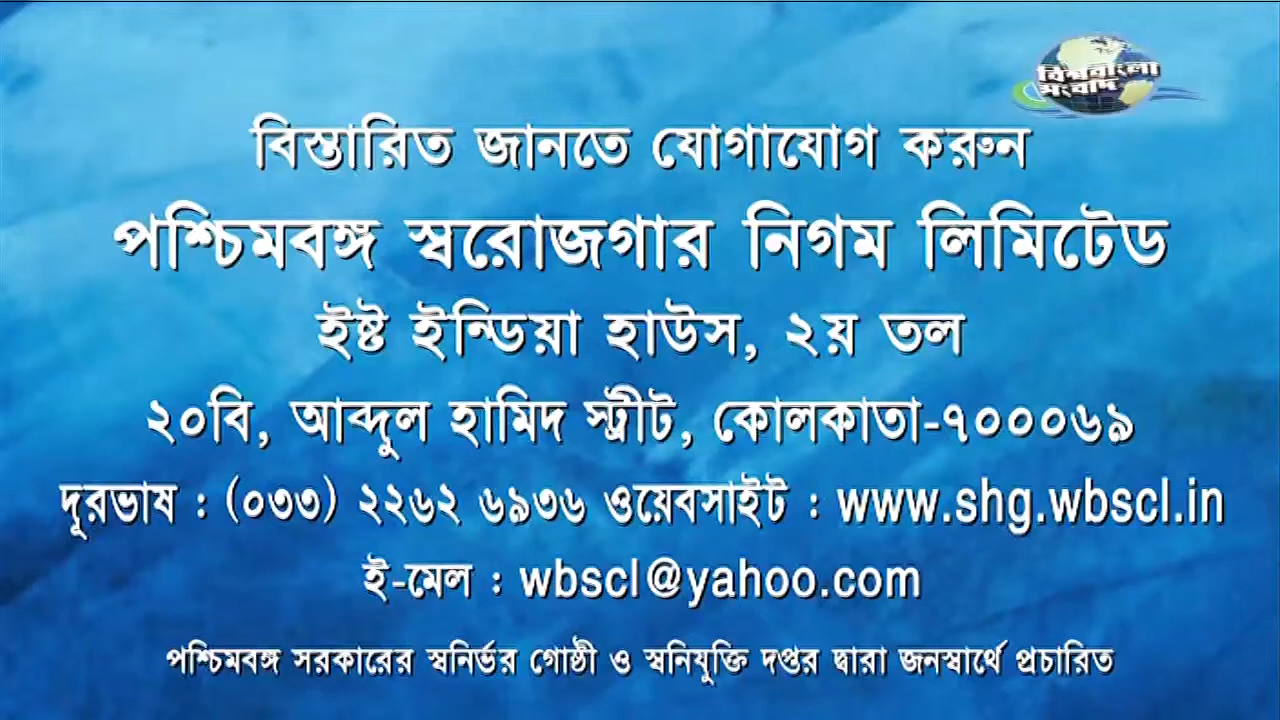 বিশ্ববাংলা
সংবাদ
বিস্তারিত জানতে যোগাযোগ করুন
পশ্চিমবঙ্গ স্বরোজগার নিগম লিমিটেড
ইষ্ট ইন্ডিয়া হাউস, ২য় তল
২০বি, আব্দুল হামিদ স্ট্রীট, কোলকাতা-৭০০০৬৯
দূরভাষ : (০৩৩) ২২৬২ ৬৯৩৬ ওয়েবসাইট : www.shg.wbscl.in
ই-মেল : wbscl@yahoo.com
পশ্চিমবঙ্গ সরকারের স্বনির্ভর গোষ্ঠী ও স্বনিযুক্তি দপ্তর দ্বারা জনস্বার্থে প্রচারিত